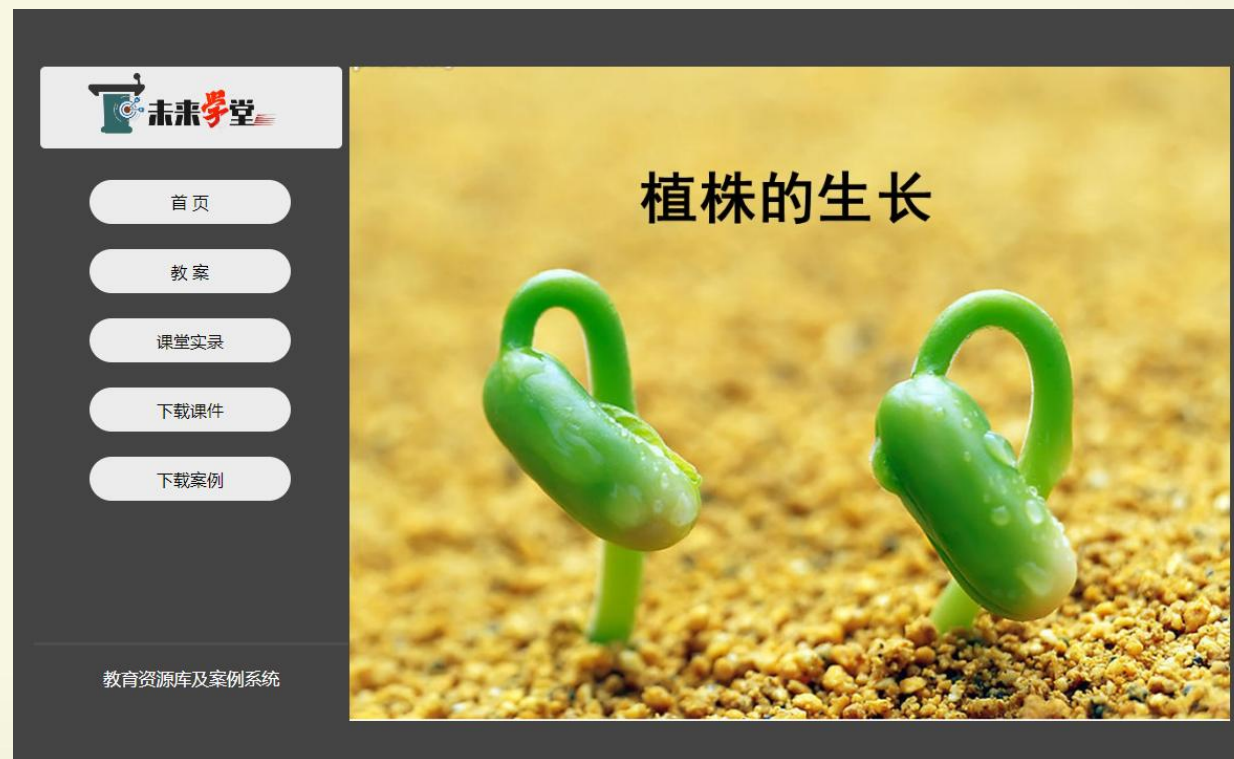 未来学堂
首页
教案
课堂实录
下载课件
下载案例
教育资源库及案例系统
植株的生长